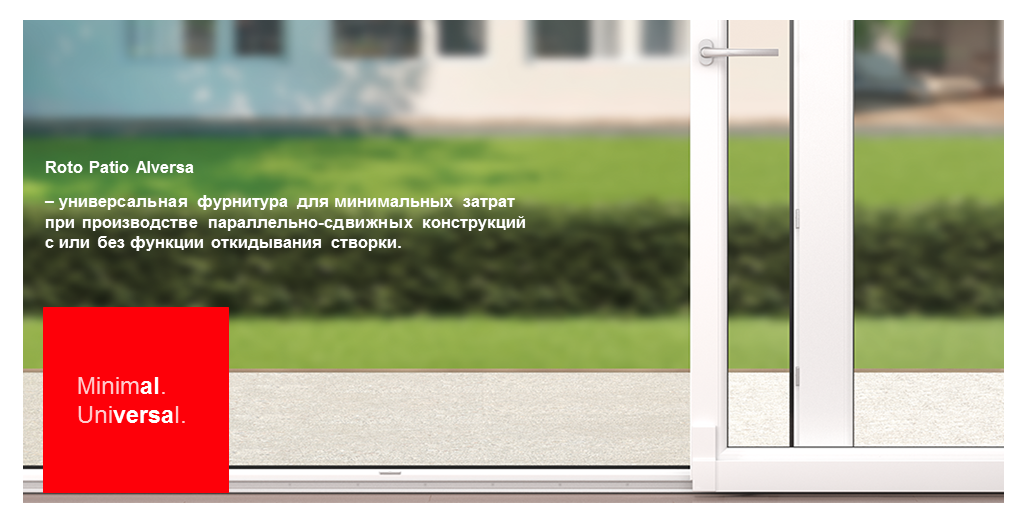 Roto Patio Alversa
– универсальная фурнитура для минимальных затрат
при производстве параллельно-сдвижных конструкций
с или без функции откидывания створки.
Minimal.
Universal.